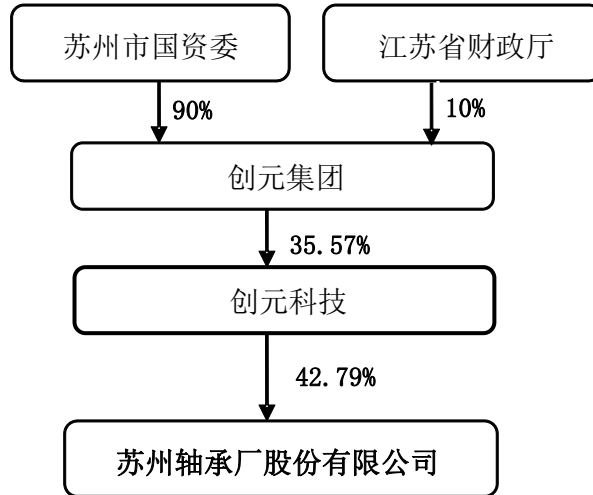 苏州市国资委
江苏省财政厅
90%
10%
创元集团
35.57%
创元科技
42.79%
苏州轴承厂股份有限公司